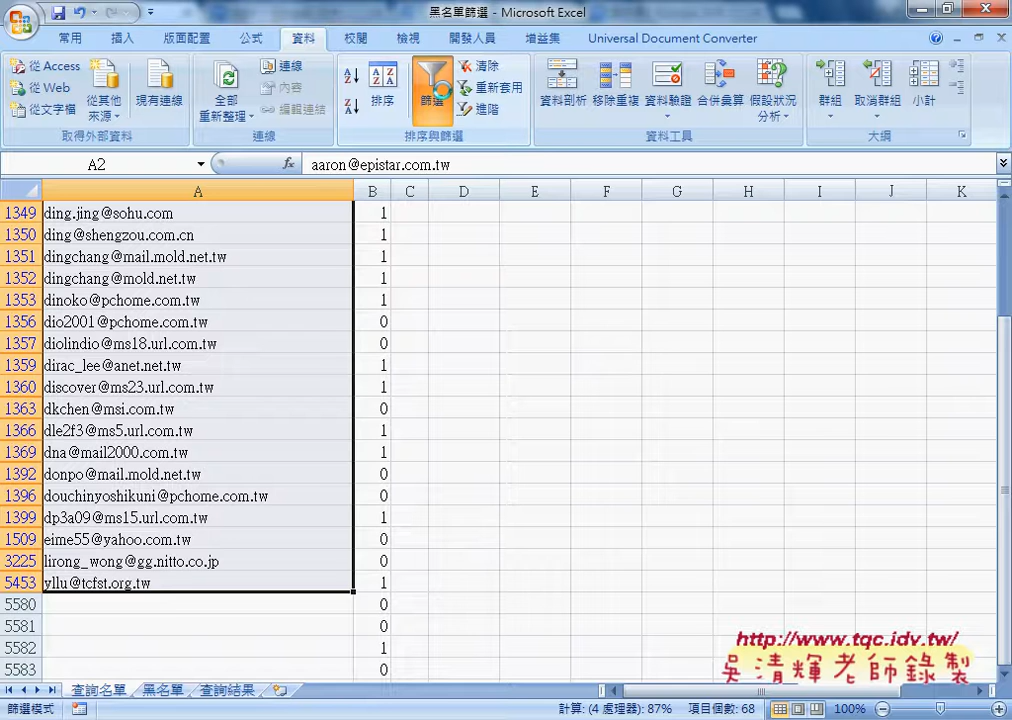 黑名單篩選 - Microsoft Excel
常用 插入 版面配置 公式 資料 校閱 檢視 開發人員 增益集 Universal Document Converter
從 Access
從 Web
從文字檔
從其他來源
現有連線
取得外部資料
全部重新整理
連線
內容
編輯連結
連線
排序
篩選
清除
重新套用
進階
排序與篩選
資料剖析
移除重複
資料驗證
合併彙算
假設狀況分析
資料工具
群組
取消群組
小計
大綱
A2 fx aaron@epistar.com.tw
A B C D E F G H I J K
1349 ding.jing@sohu.com 1
1350 ding@shengzou.com.cn 1
1351 dingchang@mail.mold.net.tw 1
1352 dingchang@mold.net.tw 1
1353 dinoko@pchome.com.tw 1
1356 dio2001@pchome.com.tw 0
1357 diolindio@ms18.url.com.tw 0
1359 dirac_lee@anet.net.tw 1
1360 discover@ms23.url.com.tw 1
1363 dkchen@msi.com.tw 0
1366 dle2f3@ms5.url.com.tw 1
1369 dna@mail2000.com.tw 1
1392 donpo@mail.mold.net.tw 0
1396 douchinyoshikuni@pchome.com.tw 0
1399 dp3a09@ms15.url.com.tw 1
1509 eime55@yahoo.com.tw 0
3225 lirong_wong@gg.nitto.co.jp 0
5453 yllu@tcfst.org.tw 1
5580 0
5581 0
5582 1
5583 0
http://www.tqc.idv.tw/
吳清輝老師錄製
查詢名單 黑名單 查詢結果
篩選模式 計算: (4 處理器): 87% 項目個數: 68 100%